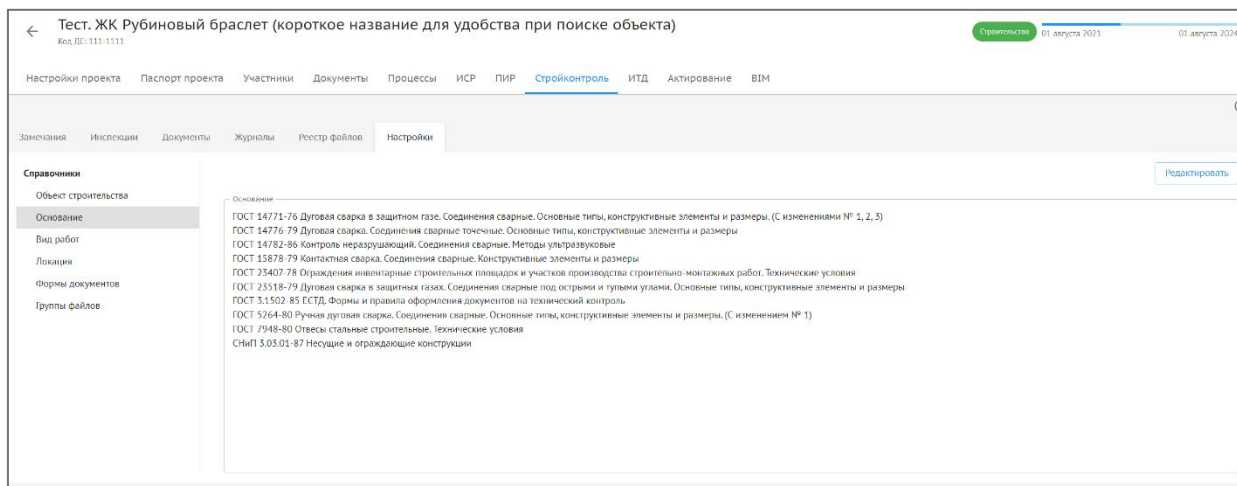 Тест. ЖК Рубиновый браслет (короткое название для удобства при поиске объекта)
Код ДС: 111-1111
Строительство
01 августа 2021
01 августа 2024
Настройки проекта Паспорт проекта Участники Документы Процессы ИСР ПИР Стройконтроль ИТД Актирование BIM
Замечания Инспекции Документы Журналы Реестр файлов Настройки
Справочники
Редактировать
Объект строительства
Основание
Вид работ
Локация
Формы документов
Группы файлов
Основание
ГОСТ 14771-76 Дуговая сварка в защитном газе. Соединения сварные. Основные типы, конструктивные элементы и размеры. (С изменениями № 1, 2, 3)
ГОСТ 14776-79 Дуговая сварка. Соединения сварные точечные. Основные типы, конструктивные элементы и размеры
ГОСТ 14782-86 Контроль неразрушающий. Соединения сварные. Методы ультразвуковые
ГОСТ 15878-79 Контактная сварка. Соединения сварные. Конструктивные элементы и размеры
ГОСТ 23407-78 Ограждения инвентарные строительных площадок и участков производства строительно-монтажных работ. Технические условия
ГОСТ 23518-79 Дуговая сварка в защитных газах. Соединения сварные под острыми и тупыми углами. Основные типы, конструктивные элементы и размеры
ГОСТ 3.1502-85 ЕСТД. Формы и правила оформления документов на технический контроль
ГОСТ 5264-80 Ручная дуговая сварка. Соединения сварные. Основные типы, конструктивные элементы и размеры. (С изменением № 1)
ГОСТ 7948-80 Отвесы стальные строительные. Технические условия
СНиП 3.03.01-87 Несущие и ограждающие конструкции